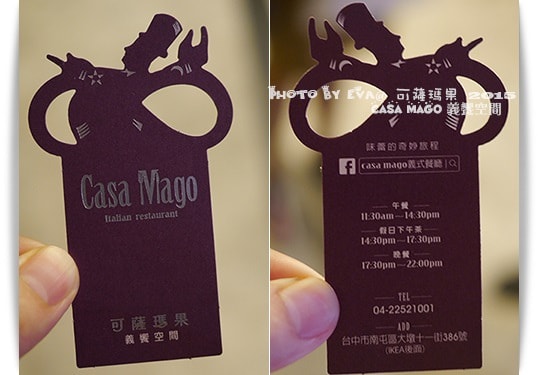 Casa Mago
Italian restaurant
可薩瑪果
義饗空間
Photo By Eva@ 可薩瑪果 2015
casa mago 義饗空間
味蕾的奇妙旅程
casa mago義式餐廳
午餐
11:30am~14:30pm
假日下午茶
14:30pm~17:30pm
晚餐
17:30pm~22:00pm
TEL
04-22521001
ADD
台中市南屯區大墩十一街386號
(IKEA後面)